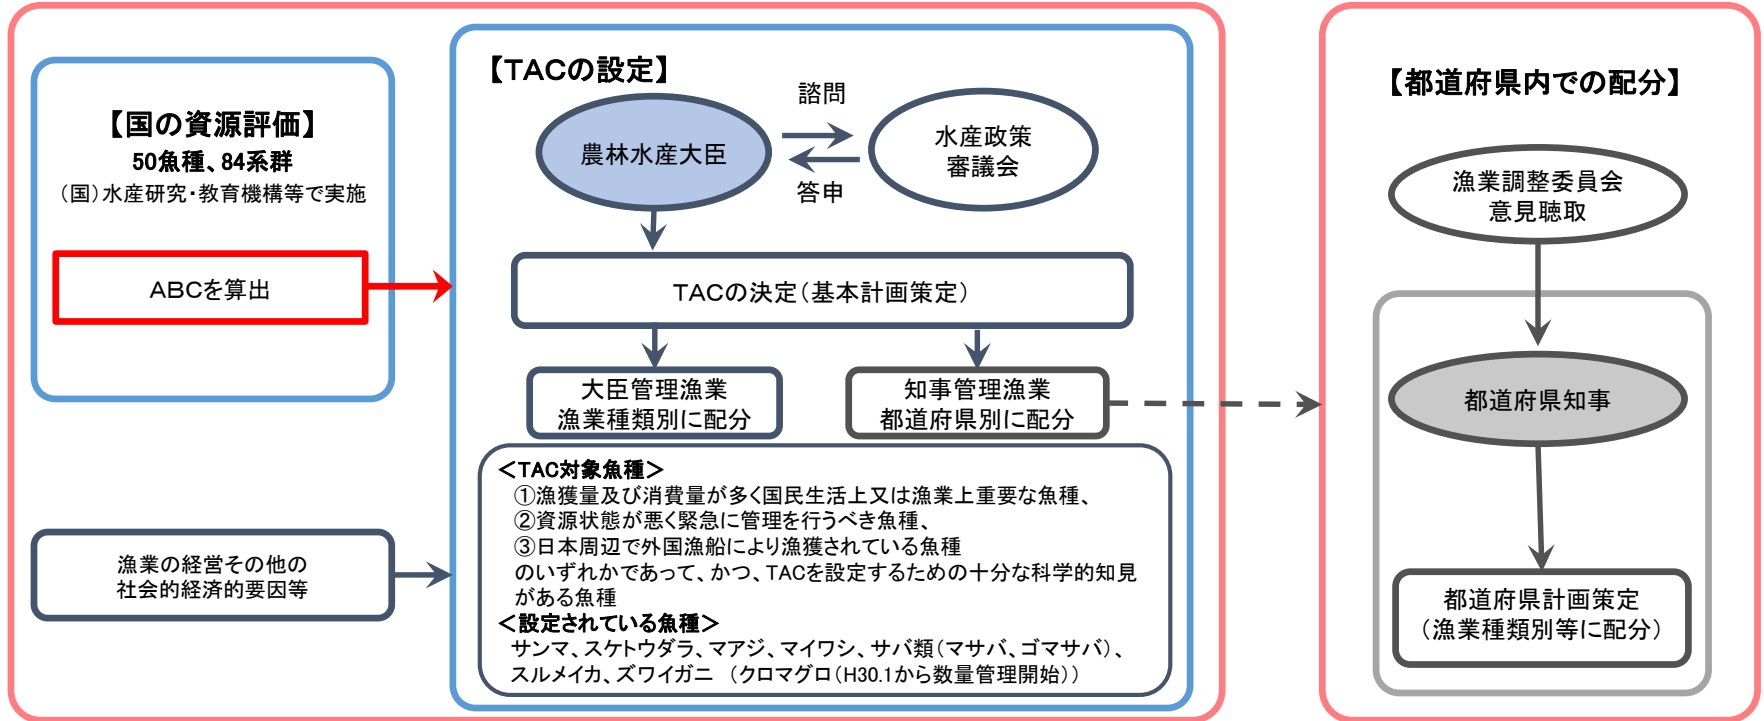 【国の資源評価】
50魚種、84系群
（国）水産研究・教育機構等で実施
ABCを算出
漁業の経営その他の
社会的経済的要因等
【TACの設定】
農林水産大臣
諮問
答申
水産政策
審議会
TACの決定（基本計画策定）
大臣管理漁業
漁業種類別に配分
知事管理漁業
都道府県別に配分
＜TAC対象魚種＞
①漁獲量及び消費量が多く国民生活上又は漁業上重要な魚種、
②資源状態が悪く緊急に管理を行うべき魚種、
③日本周辺で外国漁船により漁獲されている魚種
のいずれかであって、かつ、TACを設定するための十分な科学的知見
がある魚種
＜設定されている魚種＞
サンマ、スケトウダラ、マアジ、マイワシ、サバ類（マサバ、ゴマサバ）、
スルメイカ、ズワイガニ （クロマグロ（H30.1から数量管理開始））
【都道府県内での配分】
漁業調整委員会
意見聴取
都道府県知事
都道府県計画策定
（漁業種類別等に配分）